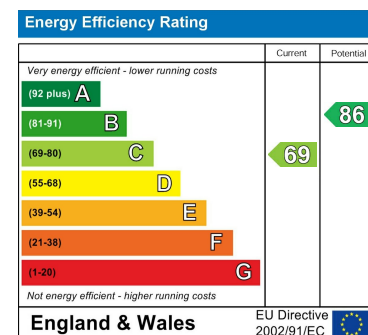 Energy Efficiency Rating
Current Potential
Very energy efficient - lower running costs
(92 plus) A
(81-91) B
86
(69-80) C
69
(55-68) D
(39-54) E
(21-38) F
(1-20) G
Not energy efficient - higher running costs
England & Wales
EU Directive
2002/91/EC